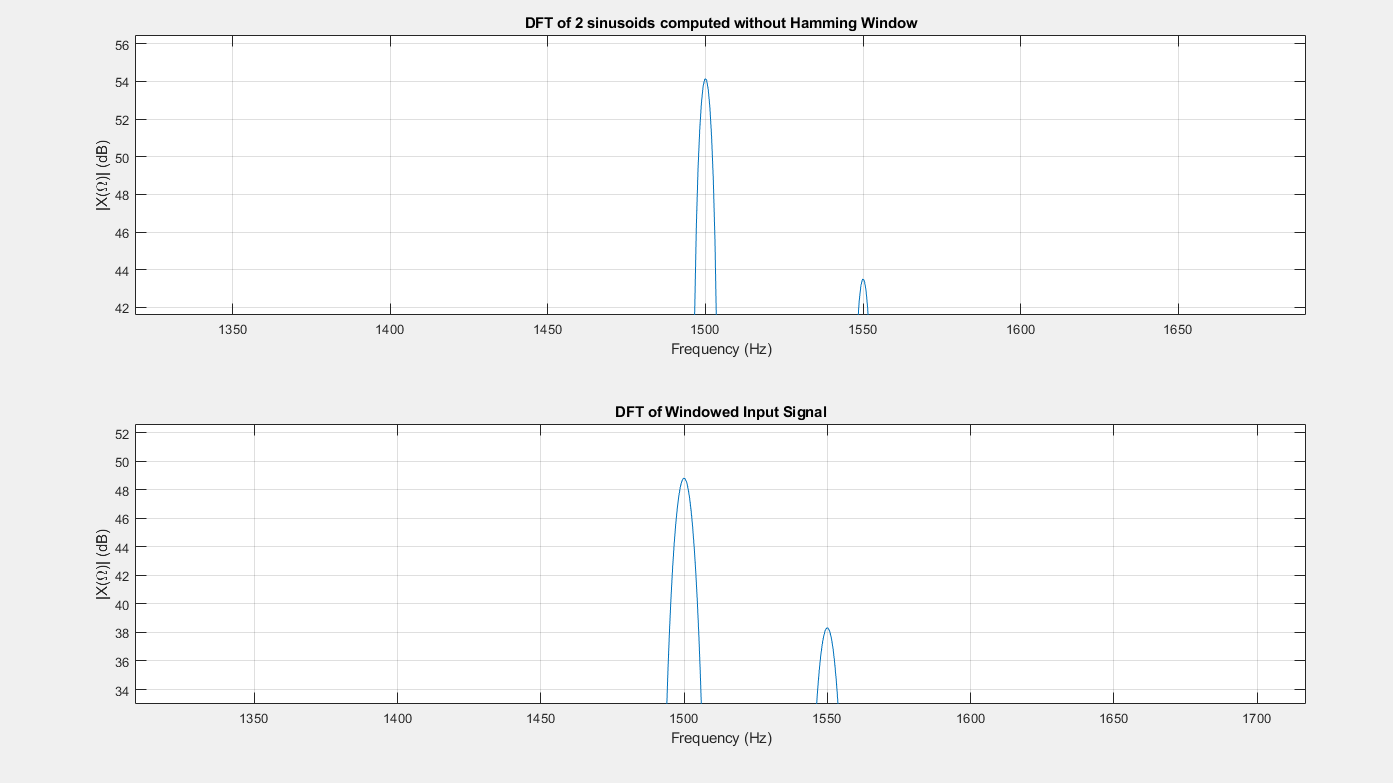 DFT of 2 sinusoids computed without Hamming Window
56
54
52
50
48
46
44
42
|X(Ω)| (dB)
1350 1400 1450 1500 1550 1600 1650
Frequency (Hz)
DFT of Windowed Input Signal
52
50
48
46
44
42
40
38
36
34
|X(Ω)| (dB)
1350 1400 1450 1500 1550 1600 1650 1700
Frequency (Hz)